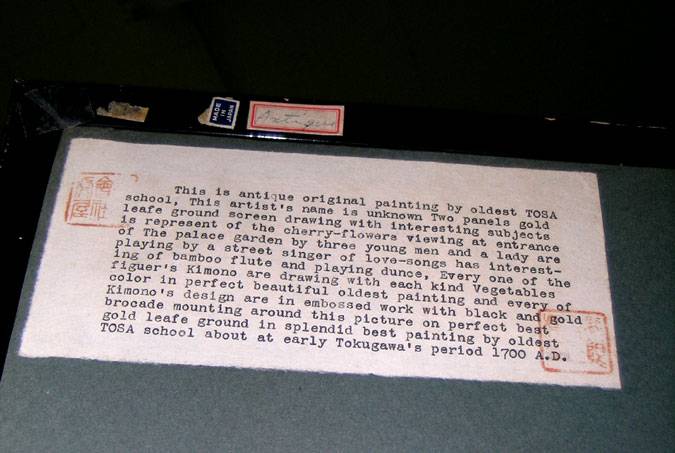 MADE
IN
JAPAN
Antique
This is antique original painting by oldest TOSA
school, This artist's name is unknown Two panels gold
leafe ground screen drawing with interesting subjects
is represent of the cherry-flowers viewing at entrance
of The palace garden by three young men and a lady are
playing by a street singer of love-songs has interest-
ing of bamboo flute and playing dunce, Every one of the
figuer's Kimono are drawing with each kind Vegetables
color in perfect beautiful oldest painting and every of
Kimono's design are in embossed work with black and gold
brocade mounting around this picture on perfect best
gold leafe ground in splendid best painting by oldest
TOSA school about at early Tokugawa's period 1700 A.D.